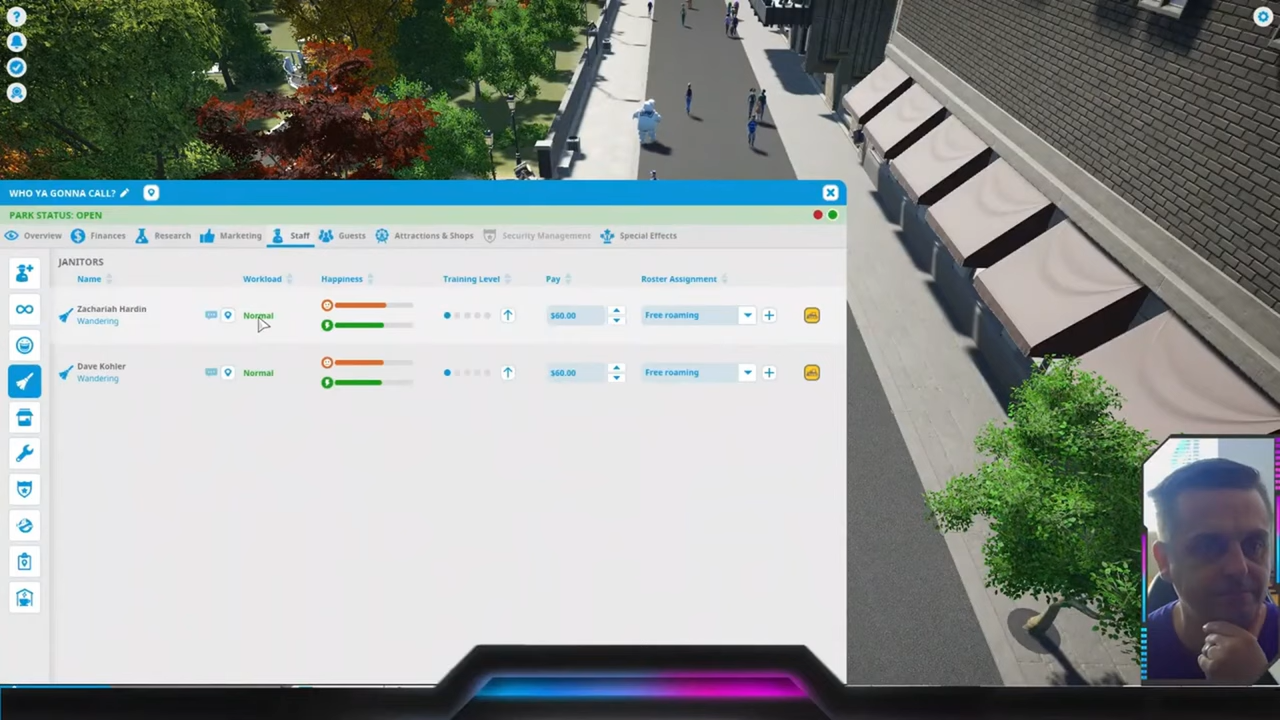 WHO YA GONNA CALL?
PARK STATUS: OPEN
Overview Finances Research Marketing Staff Guests Attractions & Shops Security Management Special Effects
JANITORS
Name Workload Happiness Training Level Pay Roster Assignment
Zachariah Hardin
Wandering
Normal $60.00 Free roaming
Dave Kohler
Wandering
Normal $60.00 Free roaming